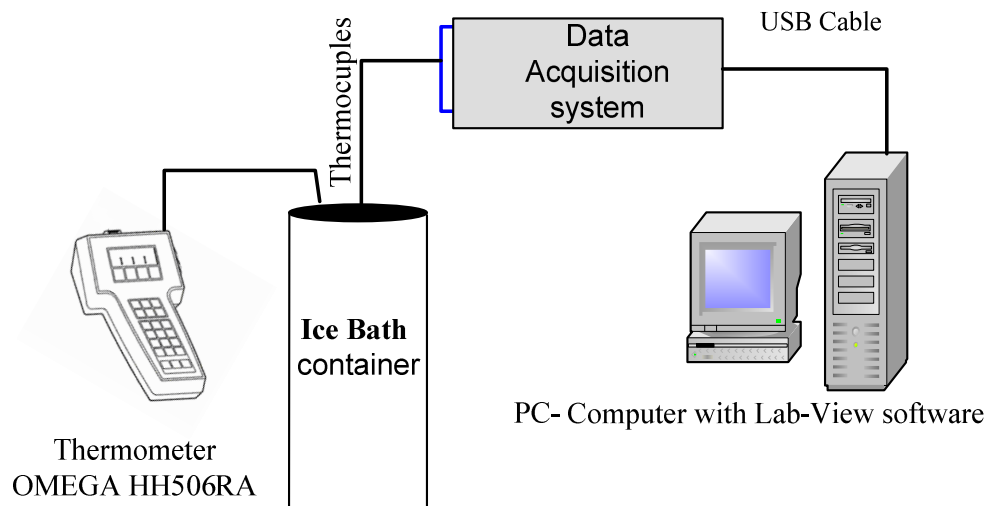 USB Cable
Data
Acquisition
system
Thermocuples
Ice Bath
container
PC- Computer with Lab-View software
Thermometer
OMEGA HH506RA